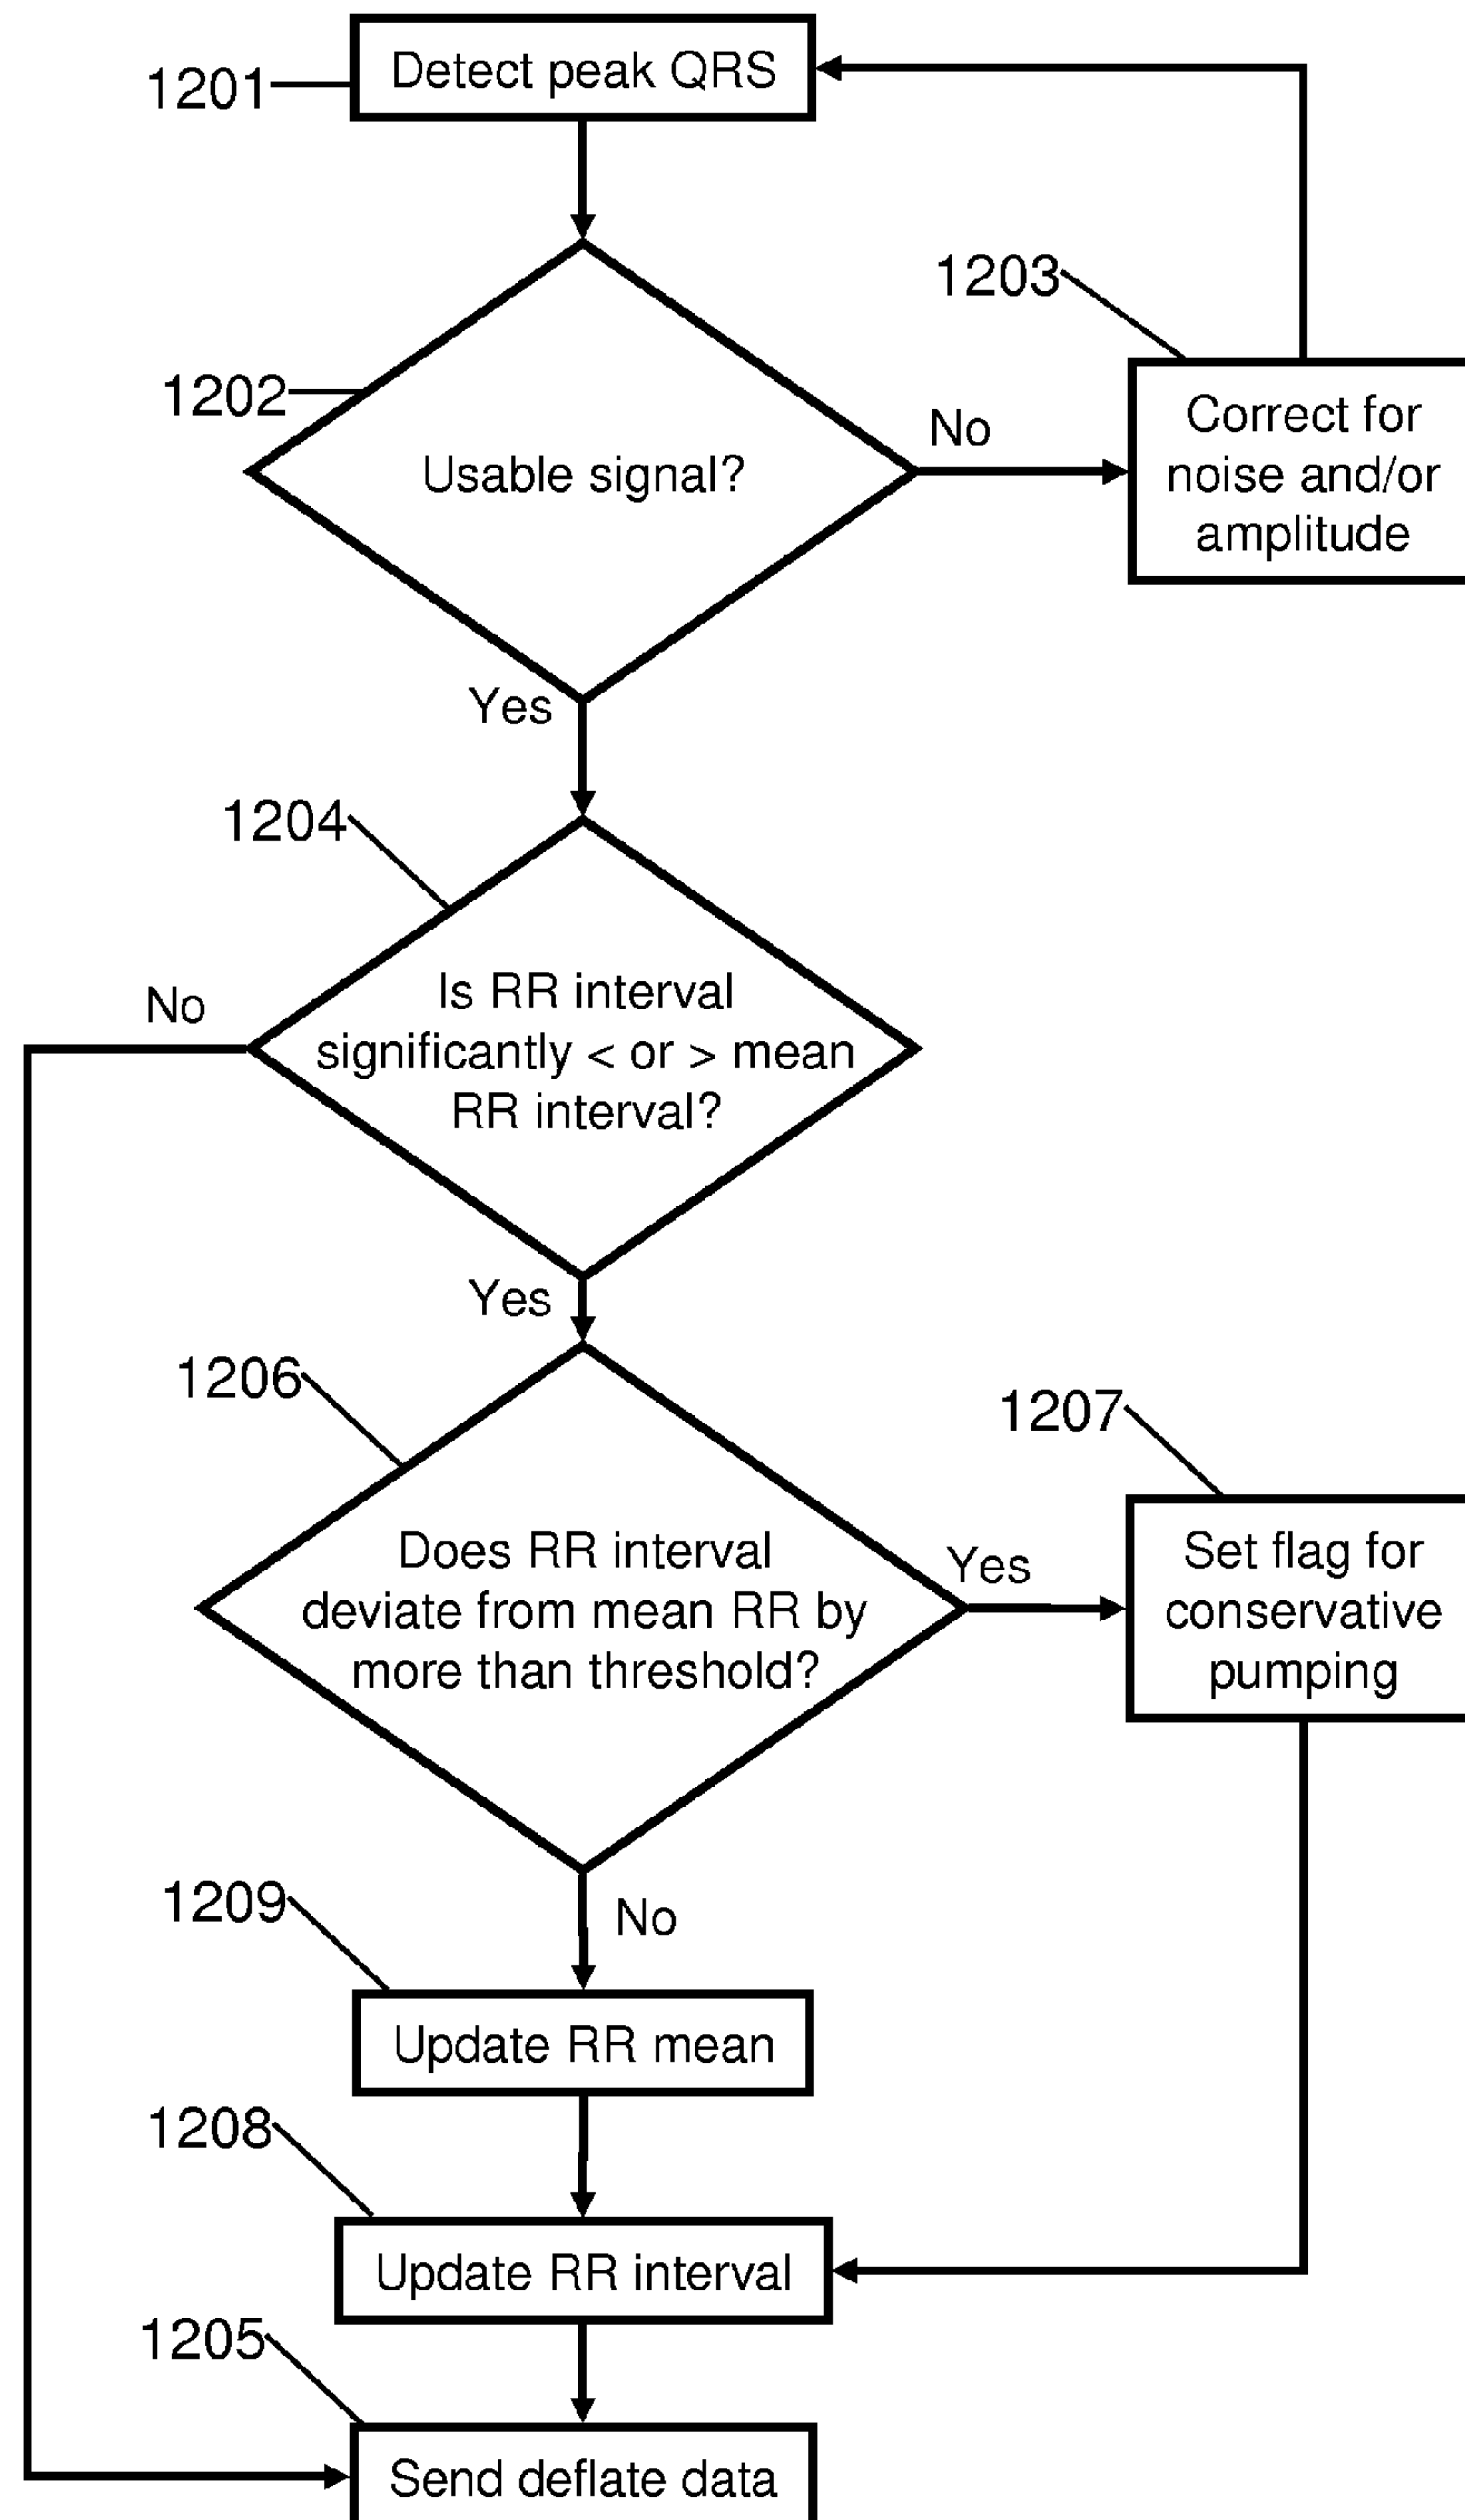 Detect peak QRS
1201
1203
1202
Usable signal?
No
Correct for
noise and/or
amplitude
Yes
1204
No
Is RR interval
significantly < or > mean
RR interval?
Yes
1206
1207
Does RR interval
deviate from mean RR by
more than threshold?
Yes
Set flag for
conservative
pumping
1209
No
Update RR mean
1208
Update RR interval
1205
Send deflate data